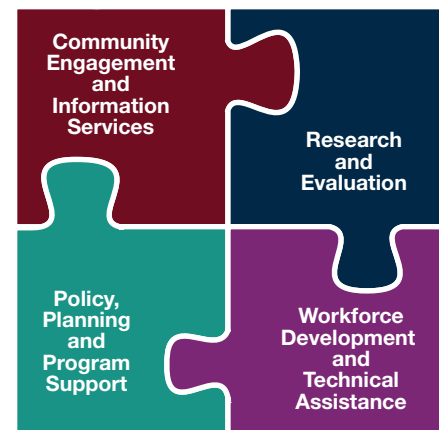 Community
Engagement
and
Information
Services
Research
and
Evaluation
Policy,
Planning
and
Program
Support
Workforce
Development
and
Technical
Assistance